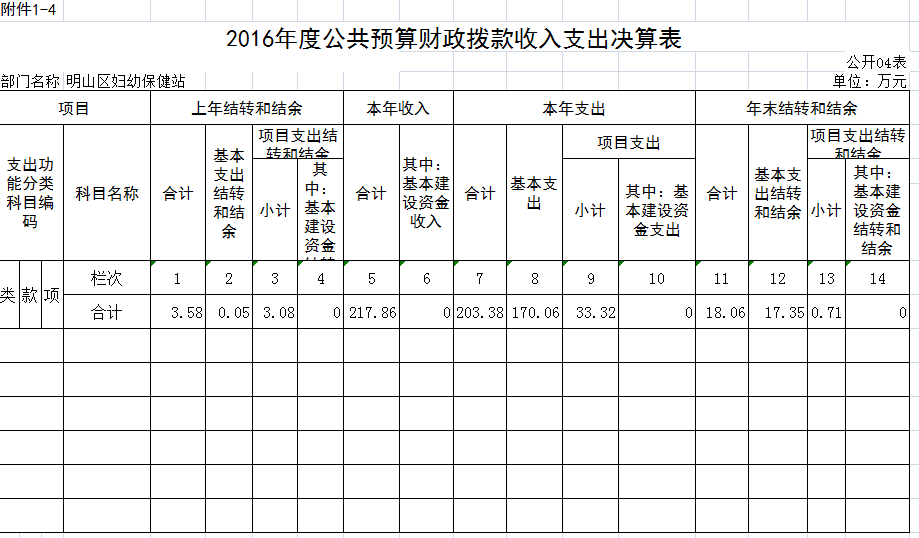 附件1-4
2016年度公共预算财政拨款收入支出决算表
公开04表
部门名称 明山区妇幼保健站 单位：万元
项目 上年结转和结余 本年收入 本年支出 年末结转和结余
支出功
能分类
科目编
码
科目名称
合计
基本
支出
结转
和结
余
项目支出结
转和结余
小计
其
中：
基本
建设
资金
合计
其中：
基本建
设资金
收入
合计
基本支
出
项目支出
小计
其中：基
本建设资
金支出
合计
基本支
出结转
和结余
项目支出结转
和结余
小计
其中：
基本建
设资金
结转和
结余
类 款 项
栏次 1 2 3 4 5 6 7 8 9 10 11 12 13 14
合计 3.58 0.05 3.08 0 217.86 0 203.38 170.06 33.32 0 18.06 17.35 0.71 0